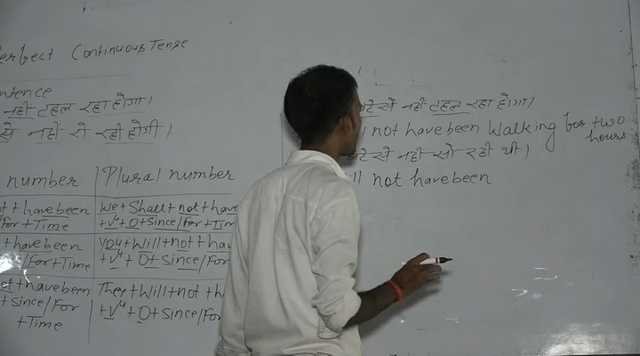 erfect Continuous Tense
ntence
नही टहल रहा होगा।
से नही सो रही होगी।
number Plural number
t+have been We+Shall+not+have
for+Time +V⁴+O+Since/for+Tim
t+have been You+Will+not+hav
/for+Time +V⁴+O+Since/for
t+have been They+Will+not+h
+since/for +V⁴+O+Since/for
+Time
टे से नही टहल रहा होगा।
ll not have been Walking for two
hours
टे से नही सो रही थी।
ll not have been